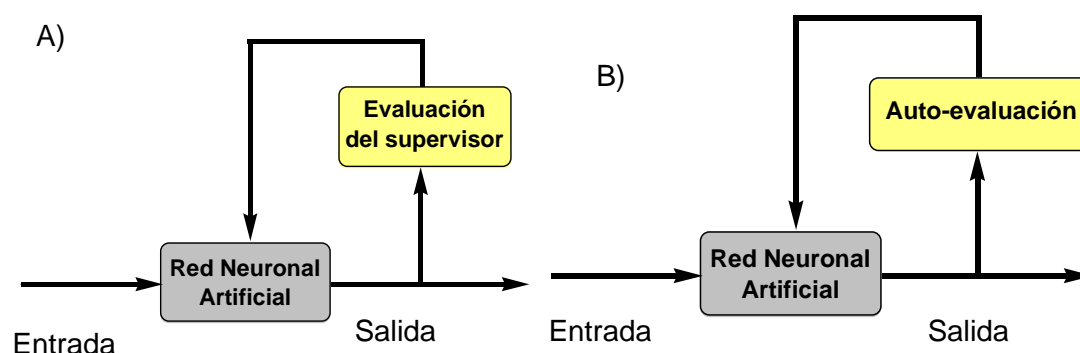 A)
Evaluación
del supervisor
Red Neuronal
Artificial
Entrada
Salida
B)
Auto-evaluación
Red Neuronal
Artificial
Entrada
Salida